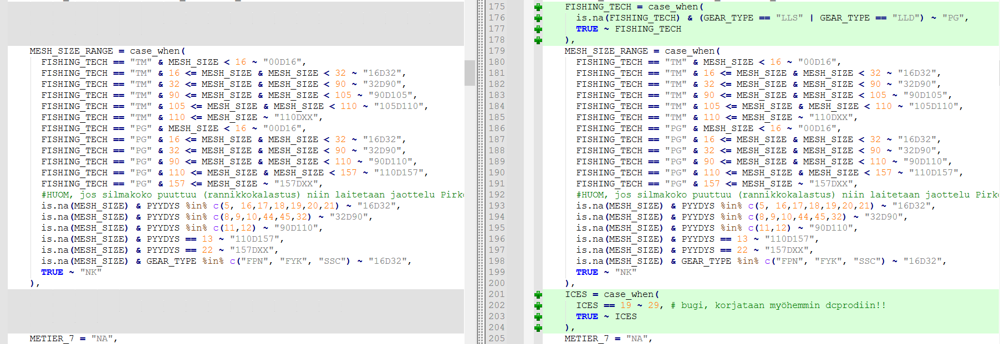 MESH_SIZE_RANGE = case_when(
FISHING_TECH == "TM" & MESH_SIZE < 16 ~ "00D16",
FISHING_TECH == "TM" & 16 <= MESH_SIZE & MESH_SIZE < 32 ~ "16D32",
FISHING_TECH == "TM" & 32 <= MESH_SIZE & MESH_SIZE < 90 ~ "32D90",
FISHING_TECH == "TM" & 90 <= MESH_SIZE & MESH_SIZE < 105 ~ "90D105",
FISHING_TECH == "TM" & 105 <= MESH_SIZE & MESH_SIZE < 110 ~ "105D110",
FISHING_TECH == "TM" & 110 <= MESH_SIZE ~ "110DXX",
FISHING_TECH == "PG" & MESH_SIZE < 16 ~ "00D16",
FISHING_TECH == "PG" & 16 <= MESH_SIZE & MESH_SIZE < 32 ~ "16D32",
FISHING_TECH == "PG" & 32 <= MESH_SIZE & MESH_SIZE < 90 ~ "32D90",
FISHING_TECH == "PG" & 90 <= MESH_SIZE & MESH_SIZE < 110 ~ "90D110",
FISHING_TECH == "PG" & 110 <= MESH_SIZE & MESH_SIZE < 157 ~ "110D157",
FISHING_TECH == "PG" & 157 <= MESH_SIZE ~ "157DXX",
#HUOM, jos silmakoko puuttuu (rannikkokalastus) niin laitetaan jaottelu Pirk
is.na(MESH_SIZE) & PYYDYS %in% c(5, 16,17,18,19,20,21) ~ "16D32",
is.na(MESH_SIZE) & PYYDYS %in% c(8,9,10,44,45,32) ~ "32D90",
is.na(MESH_SIZE) & PYYDYS %in% c(11,12) ~ "90D110",
is.na(MESH_SIZE) & PYYDYS == 13 ~ "110D157",
is.na(MESH_SIZE) & PYYDYS == 22 ~ "157DXX",
is.na(MESH_SIZE) & GEAR_TYPE %in% c("FPN", "FYK", "SSC") ~ "16D32",
TRUE ~ "NK"
),
METIER_7 = "NA",
175 FISHING_TECH = case_when(
176 is.na(FISHING_TECH) & (GEAR_TYPE == "LLS" | GEAR_TYPE == "LLD") ~ "PG",
177 TRUE ~ FISHING_TECH
178 ),
179 MESH_SIZE_RANGE = case_when(
180 FISHING_TECH == "TM" & MESH_SIZE < 16 ~ "00D16",
181 FISHING_TECH == "TM" & 16 <= MESH_SIZE & MESH_SIZE < 32 ~ "16D32",
182 FISHING_TECH == "TM" & 32 <= MESH_SIZE & MESH_SIZE < 90 ~ "32D90",
183 FISHING_TECH == "TM" & 90 <= MESH_SIZE & MESH_SIZE < 105 ~ "90D105",
184 FISHING_TECH == "TM" & 105 <= MESH_SIZE & MESH_SIZE < 110 ~ "105D110",
185 FISHING_TECH == "TM" & 110 <= MESH_SIZE ~ "110DXX",
186 FISHING_TECH == "PG" & MESH_SIZE < 16 ~ "00D16",
187 FISHING_TECH == "PG" & 16 <= MESH_SIZE & MESH_SIZE < 32 ~ "16D32",
188 FISHING_TECH == "PG" & 32 <= MESH_SIZE & MESH_SIZE < 90 ~ "32D90",
189 FISHING_TECH == "PG" & 90 <= MESH_SIZE & MESH_SIZE < 110 ~ "90D110",
190 FISHING_TECH == "PG" & 110 <= MESH_SIZE & MESH_SIZE < 157 ~ "110D157",
191 FISHING_TECH == "PG" & 157 <= MESH_SIZE ~ "157DXX",
192 #HUOM, jos silmakoko puuttuu (rannikkokalastus) niin laitetaan jaottelu Pirk
193 is.na(MESH_SIZE) & PYYDYS %in% c(5, 16,17,18,19,20,21) ~ "16D32",
194 is.na(MESH_SIZE) & PYYDYS %in% c(8,9,10,44,45,32) ~ "32D90",
195 is.na(MESH_SIZE) & PYYDYS %in% c(11,12) ~ "90D110",
196 is.na(MESH_SIZE) & PYYDYS == 13 ~ "110D157",
197 is.na(MESH_SIZE) & PYYDYS == 22 ~ "157DXX",
198 is.na(MESH_SIZE) & GEAR_TYPE %in% c("FPN", "FYK", "SSC") ~ "16D32",
199 TRUE ~ "NK"
200 ),
201 ICES = case_when(
202 ICES == 19 ~ 29, # bugi, korjataan myöhemmin dcprodiin!!
203 TRUE ~ ICES
204 ),
205 METIER_7 = "NA",